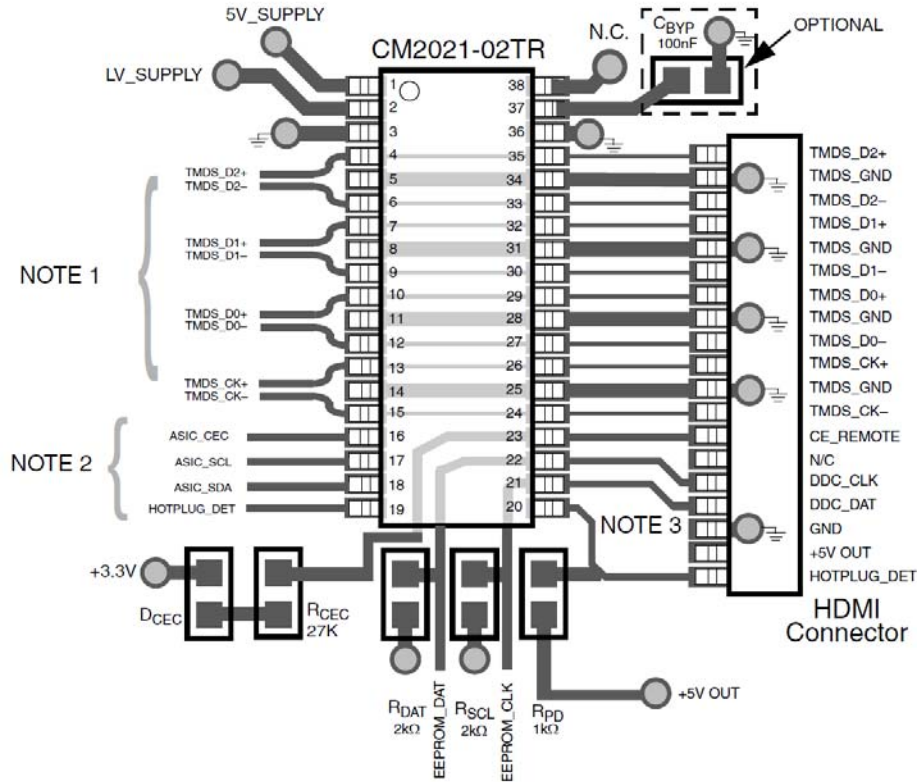 5V_SUPPLY
LV_SUPPLY
CM2021-02TR
N.C.
CBYP
100nF
OPTIONAL
1 38
2 37
3 36
4 35
5 34
6 33
7 32
8 31
9 30
10 29
11 28
12 27
13 26
14 25
15 24
16 23
17 22
18 21
19 20
TMDS_D2+
TMDS_D2–
TMDS_D1+
TMDS_D1–
TMDS_D0+
TMDS_D0–
TMDS_CK+
TMDS_CK–
NOTE 1
ASIC_CEC
ASIC_SCL
ASIC_SDA
HOTPLUG_DET
NOTE 2
TMDS_D2+
TMDS_GND
TMDS_D2–
TMDS_D1+
TMDS_GND
TMDS_D1–
TMDS_D0+
TMDS_GND
TMDS_D0–
TMDS_CK+
TMDS_GND
TMDS_CK–
CE_REMOTE
N/C
DDC_CLK
DDC_DAT
GND
+5V OUT
HOTPLUG_DET
NOTE 3
HDMI
Connector
+3.3V
DCEC
RCEC
27K
RDAT
2kΩ
EEPROM_DAT
RSCL
2kΩ
EEPROM_CLK
RPD
1kΩ
+5V OUT